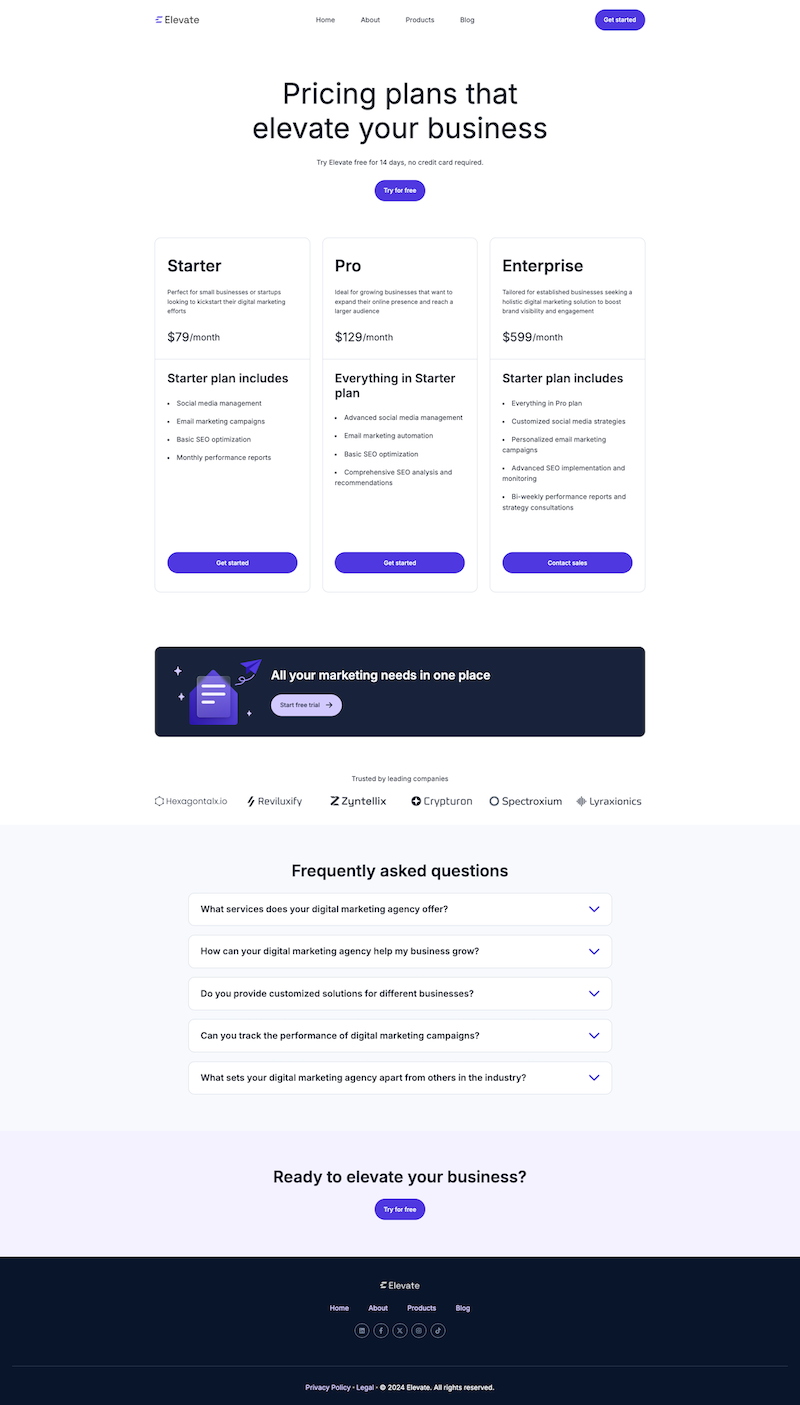 Elevate
Home About Products Blog
Get started
Pricing plans that
elevate your business
Try Elevate free for 14 days, no credit card required.
Try for free
Starter
Perfect for small businesses or startups
looking to kickstart their digital marketing
efforts
$79/month
Starter plan includes
• Social media management
• Email marketing campaigns
• Basic SEO optimization
• Monthly performance reports
Get started
Pro
Ideal for growing businesses that want to
expand their online presence and reach a
larger audience
$129/month
Everything in Starter
plan
• Advanced social media management
• Email marketing automation
• Basic SEO optimization
• Comprehensive SEO analysis and
recommendations
Get started
Enterprise
Tailored for established businesses seeking a
holistic digital marketing solution to boost
brand visibility and engagement
$599/month
Starter plan includes
• Everything in Pro plan
• Customized social media strategies
• Personalized email marketing
campaigns
• Advanced SEO implementation and
monitoring
• Bi-weekly performance reports and
strategy consultations
Contact sales
All your marketing needs in one place
Start free trial →
Trusted by leading companies
Hexagontalx.io Reviluxify Zyntellix Crypturon Spectroxium Lyraxionics
Frequently asked questions
What services does your digital marketing agency offer?
How can your digital marketing agency help my business grow?
Do you provide customized solutions for different businesses?
Can you track the performance of digital marketing campaigns?
What sets your digital marketing agency apart from others in the industry?
Ready to elevate your business?
Try for free
Elevate
Home About Products Blog
Privacy Policy - Legal - © 2024 Elevate. All rights reserved.